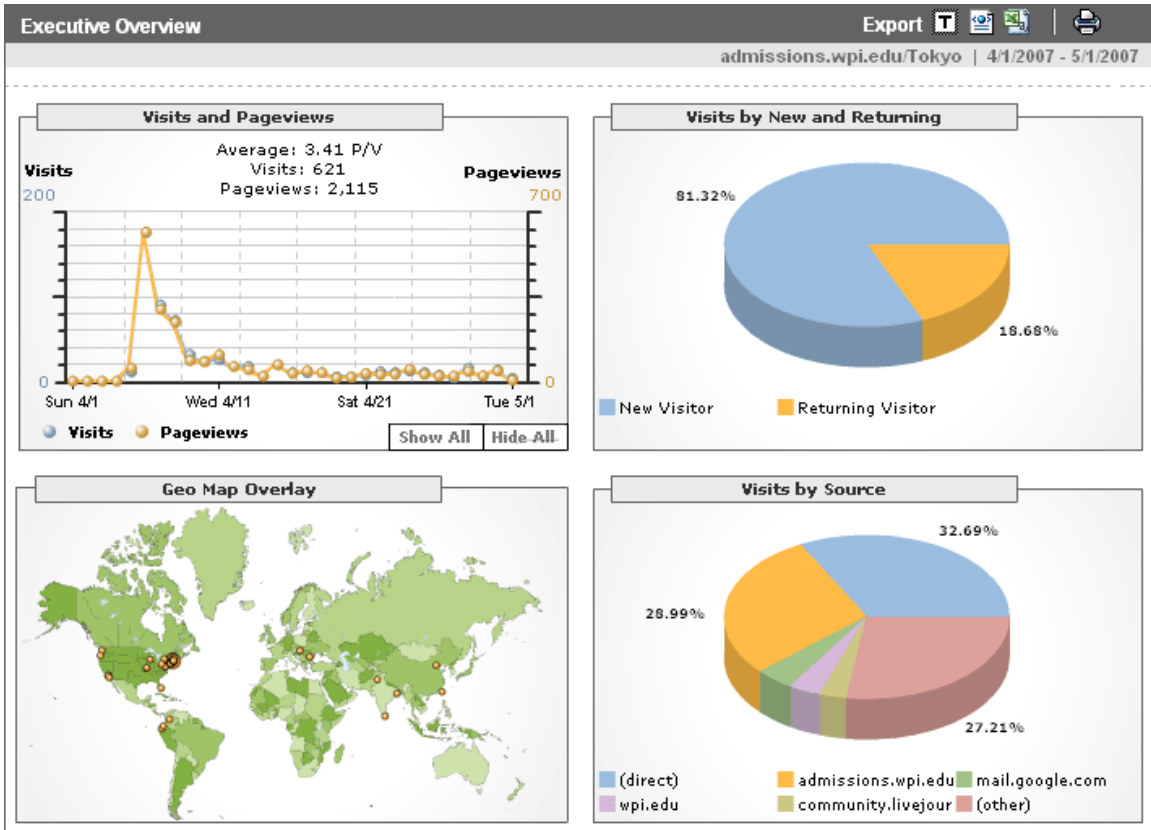 Executive Overview
Export T
admissions.wpi.edu/Tokyo | 4/1/2007 - 5/1/2007
Visits and Pageviews
Average: 3.41 P/V
Visits: 621
Pageviews: 2,115
Visits
Pageviews
200
700
0
0
Sun 4/1
Wed 4/11
Sat 4/21
Tue 5/1
Visits
Pageviews
Show All
Hide All
Visits by New and Returning
81.32%
18.68%
New Visitor
Returning Visitor
Geo Map Overlay
Visits by Source
32.69%
28.99%
27.21%
(direct)
admissions.wpi.edu
mail.google.com
wpi.edu
community.livejour
(other)